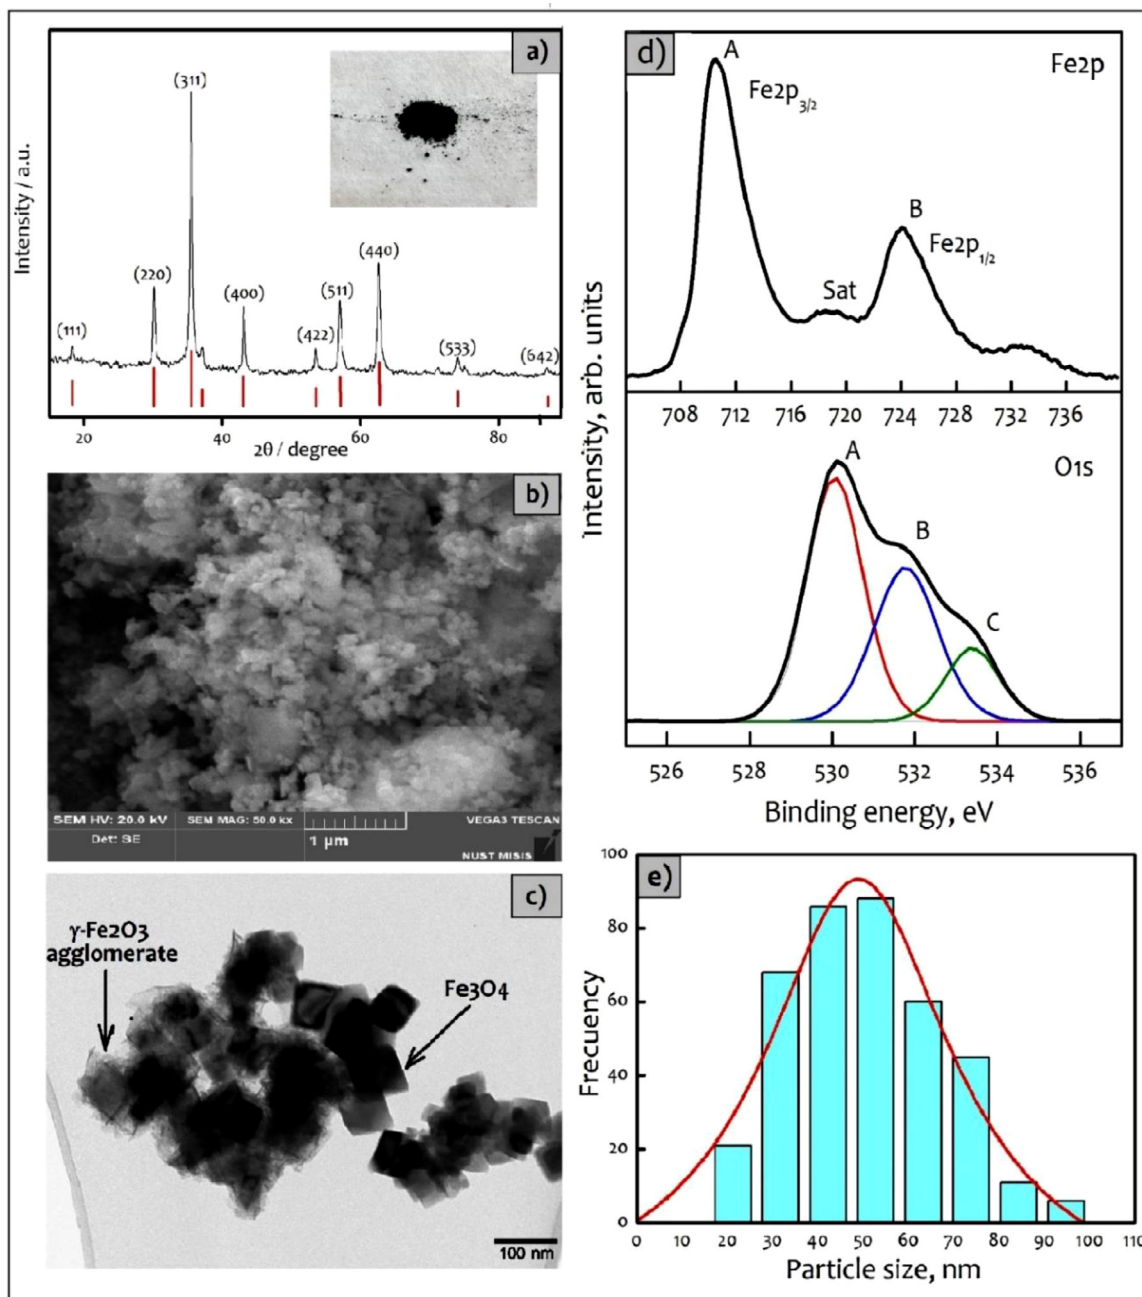 a)
(311)
(440)
(220)
(511)
(400)
(111)
(422)
(533)
(642)
Intensity / a.u.
20
40
60
80
2θ / degree
b)
SEM HV: 20.0 kV
SEM MAG: 50.0 kx
VEGA3 TESCAN
Det: SE
1 µm
NUST MISIS
c)
γ-Fe2O3
agglomerate
Fe3O4
100 nm
d)
Fe2p
A
Fe2p3/2
B
Fe2p1/2
Sat
708 712 716 720 724 728 732 736
Intensity, arb. units
O1s
A
B
C
526 528 530 532 534 536
Binding energy, eV
e)
100
80
60
40
20
0
Frecuency
0 10 20 30 40 50 60 70 80 90 100 110
Particle size, nm